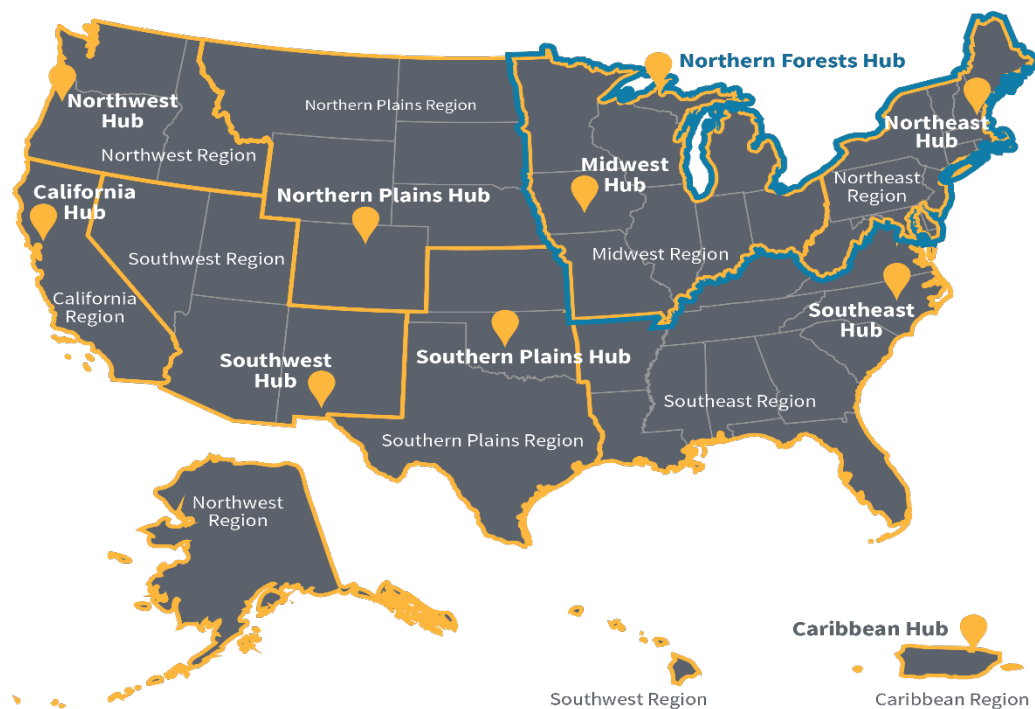 Northern Forests Hub
Northwest
Hub
Northern Plains Region
Northeast
Hub
Northwest Region
Midwest
Hub
California
Hub
Northern Plains Hub
Northeast
Region
Southwest Region
Midwest Region
California
Region
Southeast
Hub
Southwest
Hub
Southern Plains Hub
Southeast Region
Southern Plains Region
Northwest
Region
Caribbean Hub
Southwest Region
Caribbean Region